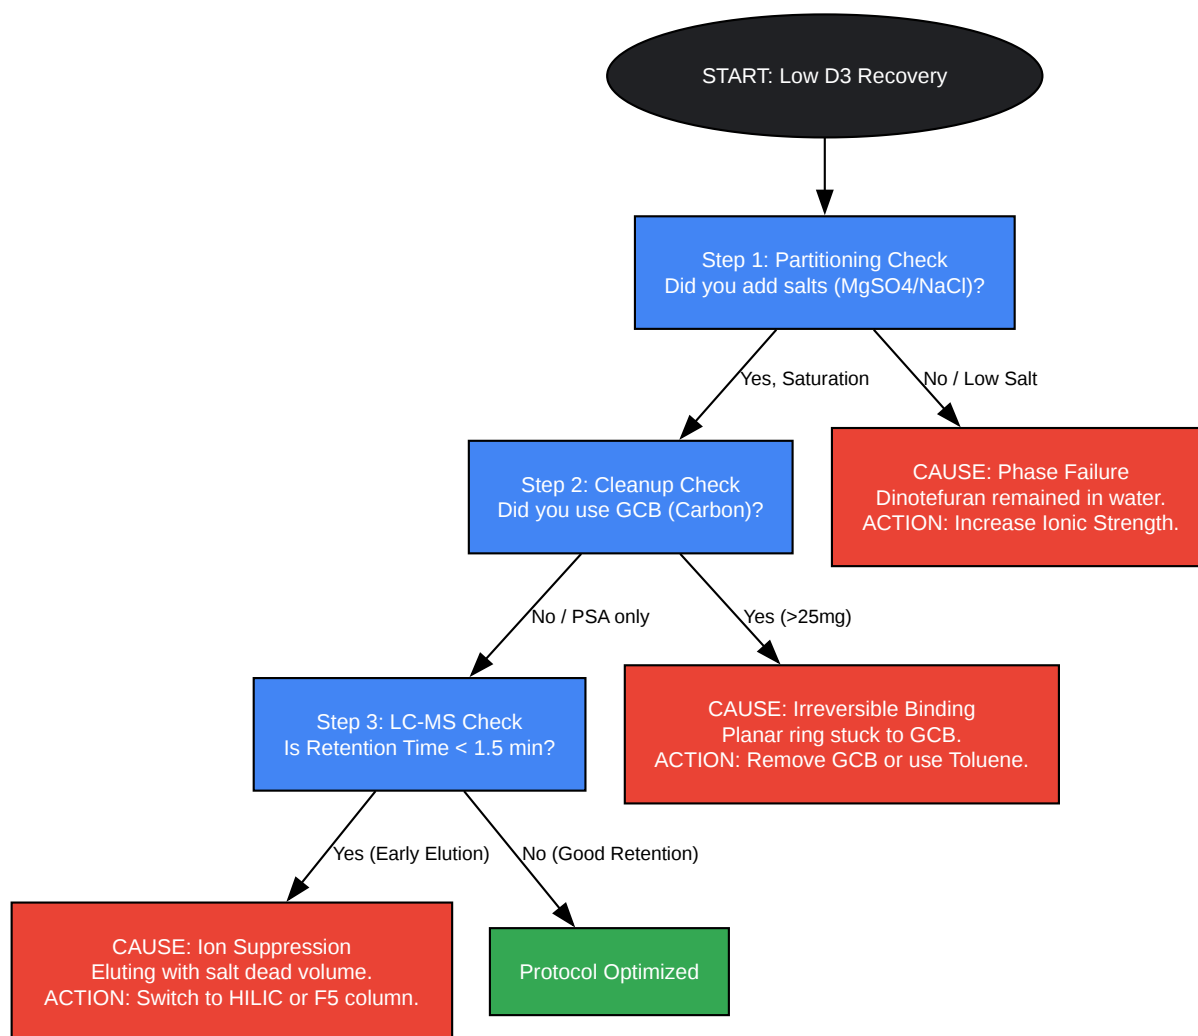 START: Low D3 Recovery
Step 1: Partitioning Check
Did you add salts (MgSO4/NaCl)?
Yes, Saturation
No / Low Salt
Step 2: Cleanup Check
Did you use GCB (Carbon)?
CAUSE: Phase Failure
Dinotefuran remained in water.
ACTION: Increase Ionic Strength.
No / PSA only
Yes (>25mg)
Step 3: LC-MS Check
Is Retention Time < 1.5 min?
CAUSE: Irreversible Binding
Planar ring stuck to GCB.
ACTION: Remove GCB or use Toluene.
Yes (Early Elution)
No (Good Retention)
CAUSE: Ion Suppression
Eluting with salt dead volume.
ACTION: Switch to HILIC or F5 column.
Protocol Optimized